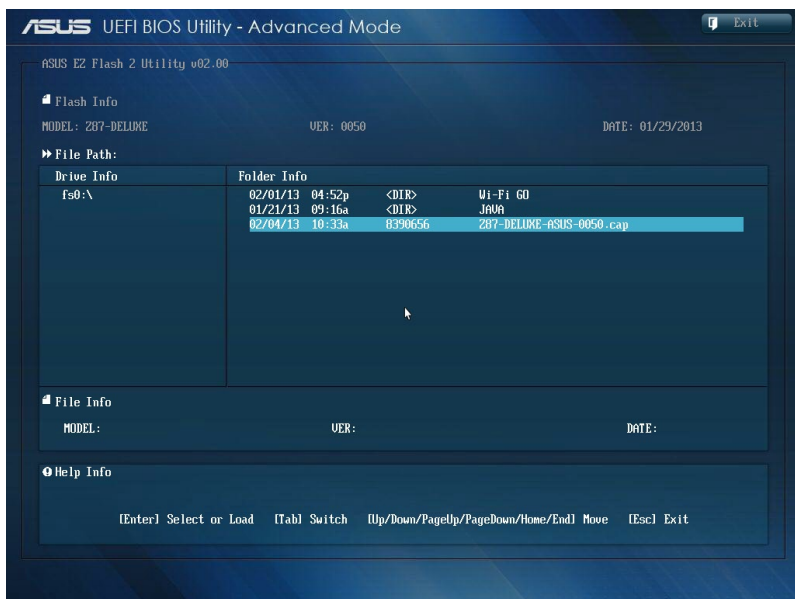 ASUS UEFI BIOS Utility - Advanced Mode
Exit
ASUS EZ Flash 2 Utility v02.00
Flash Info
MODEL: Z87-DELUXE VER: 0050 DATE: 01/29/2013
File Path:
Drive Info Folder Info
fs0:\ 02/01/13 04:52p <DIR> Wi-Fi GO
01/21/13 09:16a <DIR> JAVA
02/04/13 10:33a 8390656 Z87-DELUXE-ASUS-0050.cap
File Info
MODEL: VER: DATE:
Help Info
[Enter] Select or Load [Tab] Switch [Up/Down/PageUp/PageDown/Home/End] Move [Esc] Exit